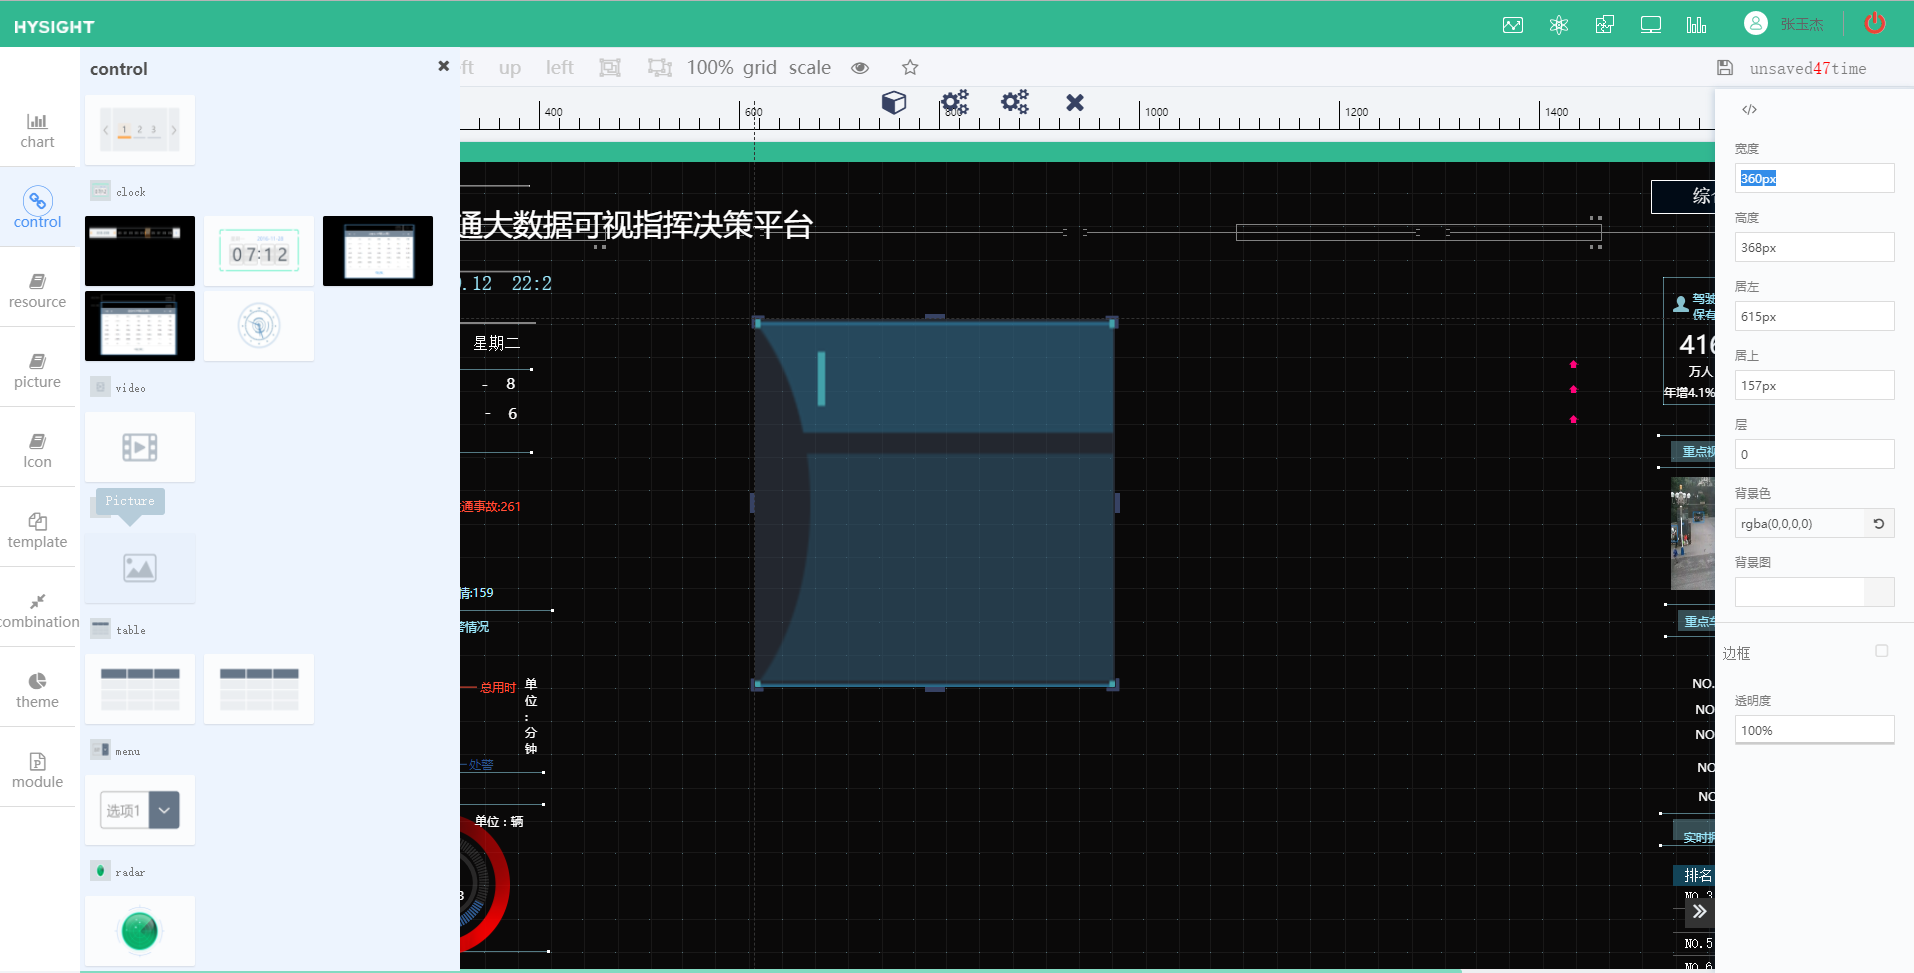 HYSIGHT
张玉杰
control
ft
up
left
100%
grid
scale
unsaved47time
chart
control
resource
picture
Icon
template
combination
theme
module
1 2 3
clock
07:12
video
Picture
table
menu
选项1
radar
400
600
800
1000
1200
1400
通大数据可视指挥决策平台
.12 22:2
星期二
- 8
- 6
通事故:261
情:159
警情况
总用时
单位:分钟
处警
单位：辆
3
综
驾驶
保有
416
万人
年增4.1%
重点视
重点车
NO.
NO
NO
NO
NO
实时拥
排名
NO.3
NO.5
NO.6
</>
宽度
360px
高度
368px
居左
615px
居上
157px
层
0
背景色
rgba(0,0,0,0)
背景图
边框
透明度
100%